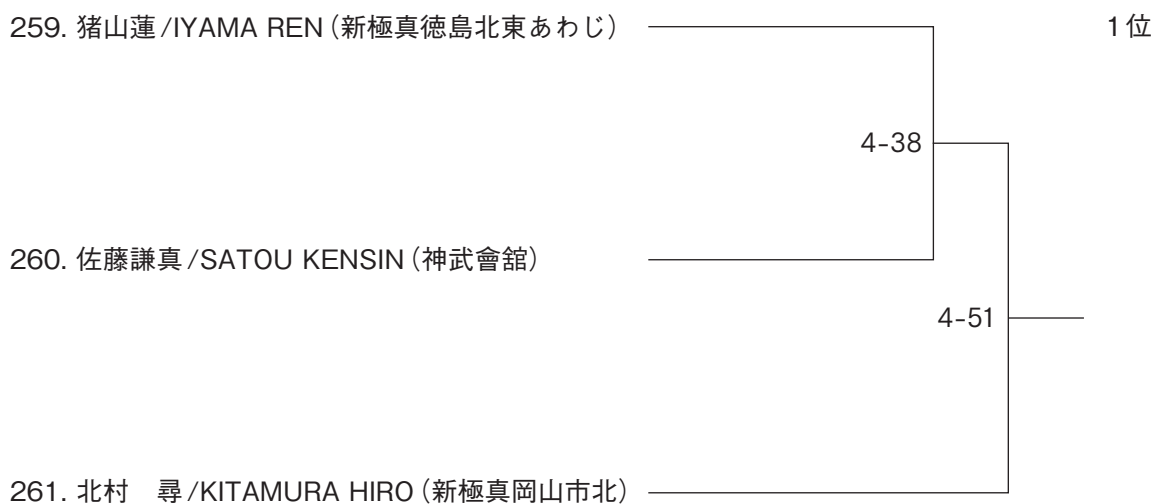 259. 猪山蓮/IYAMA REN（新極真徳島北東あわじ）
1位
4-38
260. 佐藤謙真/SATOU KENSIN（神武會舘）
4-51
261. 北村　尋/KITAMURA HIRO（新極真岡山市北）